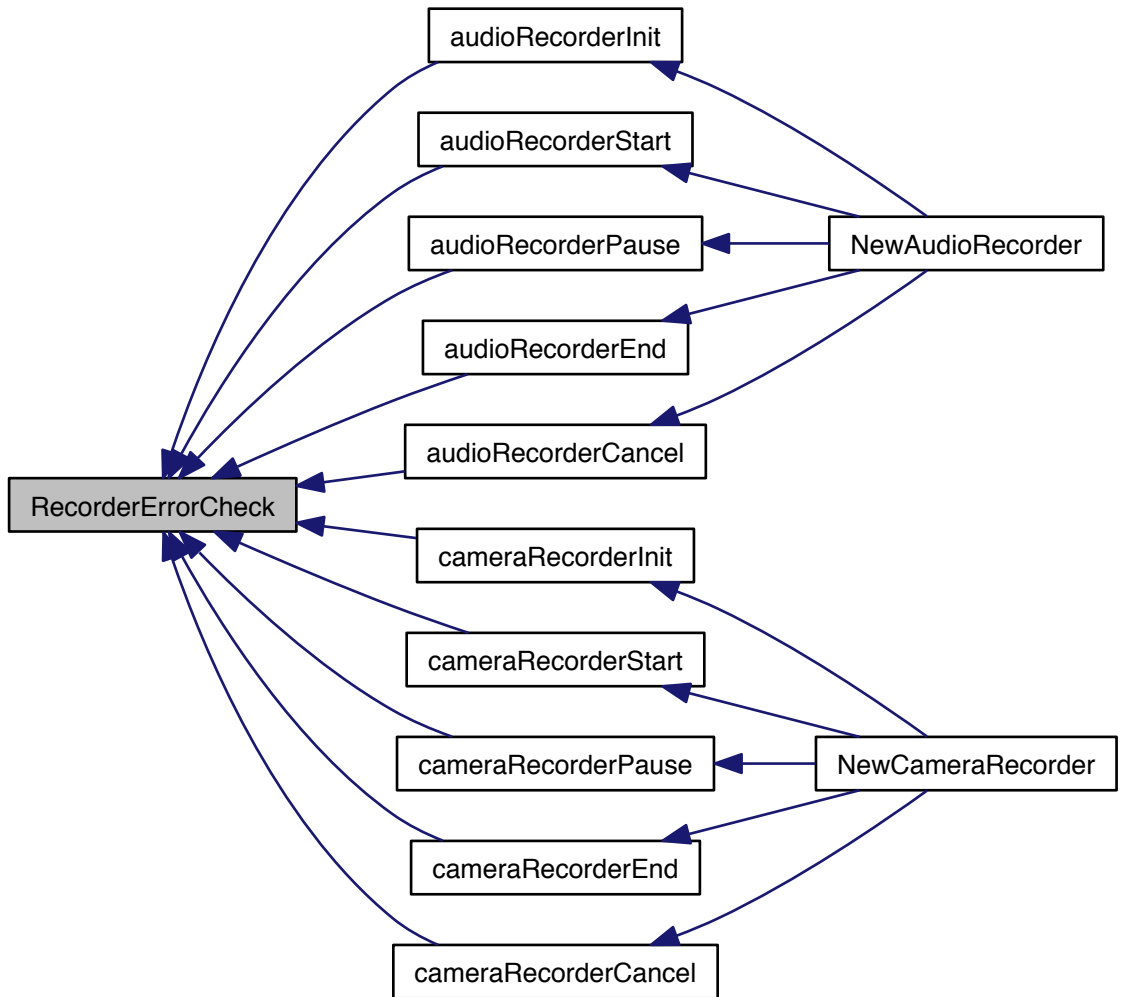 audioRecorderInit
audioRecorderStart
audioRecorderPause
NewAudioRecorder
audioRecorderEnd
audioRecorderCancel
RecorderErrorCheck
cameraRecorderInit
cameraRecorderStart
cameraRecorderPause
NewCameraRecorder
cameraRecorderEnd
cameraRecorderCancel